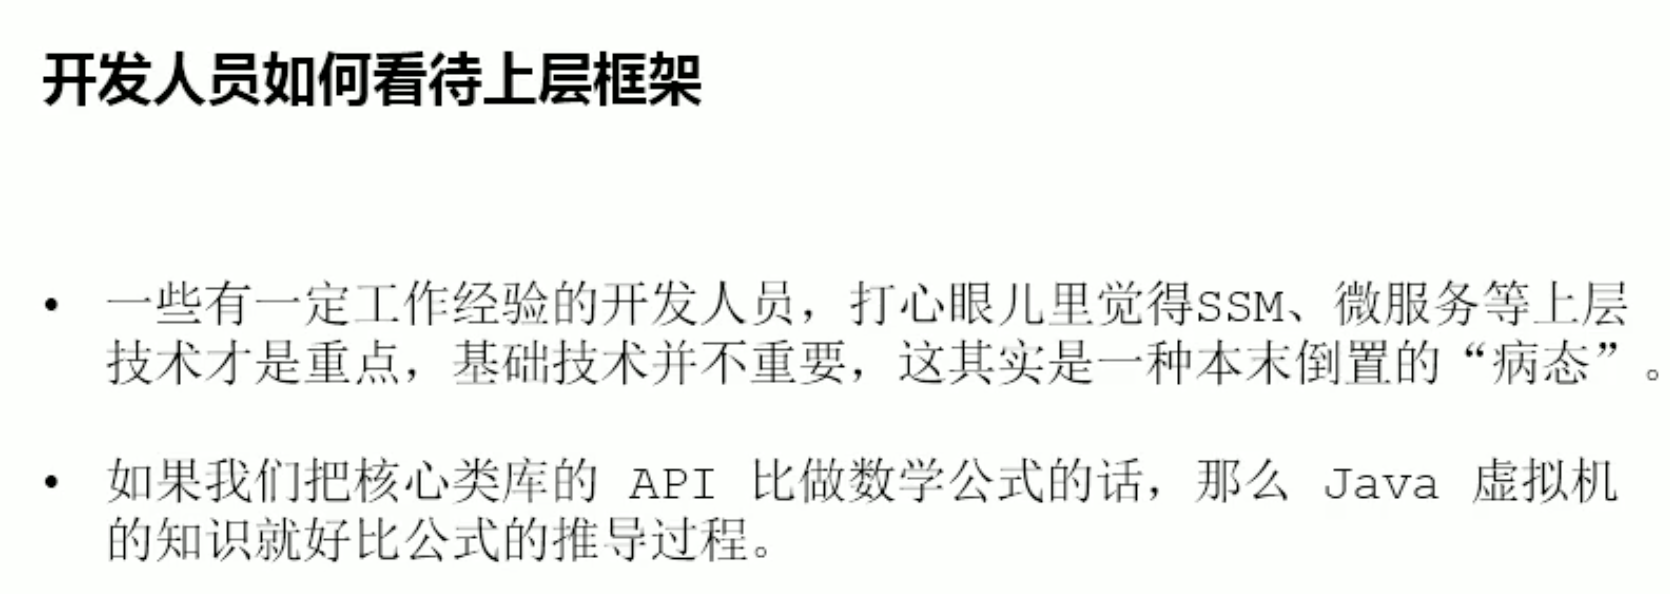 开发人员如何看待上层框架
• 一些有一定工作经验的开发人员，打心眼儿里觉得SSM、微服务等上层
技术才是重点，基础技术并不重要，这其实是一种本末倒置的“病态”。
• 如果我们把核心类库的 API 比做数学公式的话，那么 Java 虚拟机
的知识就好比公式的推导过程。